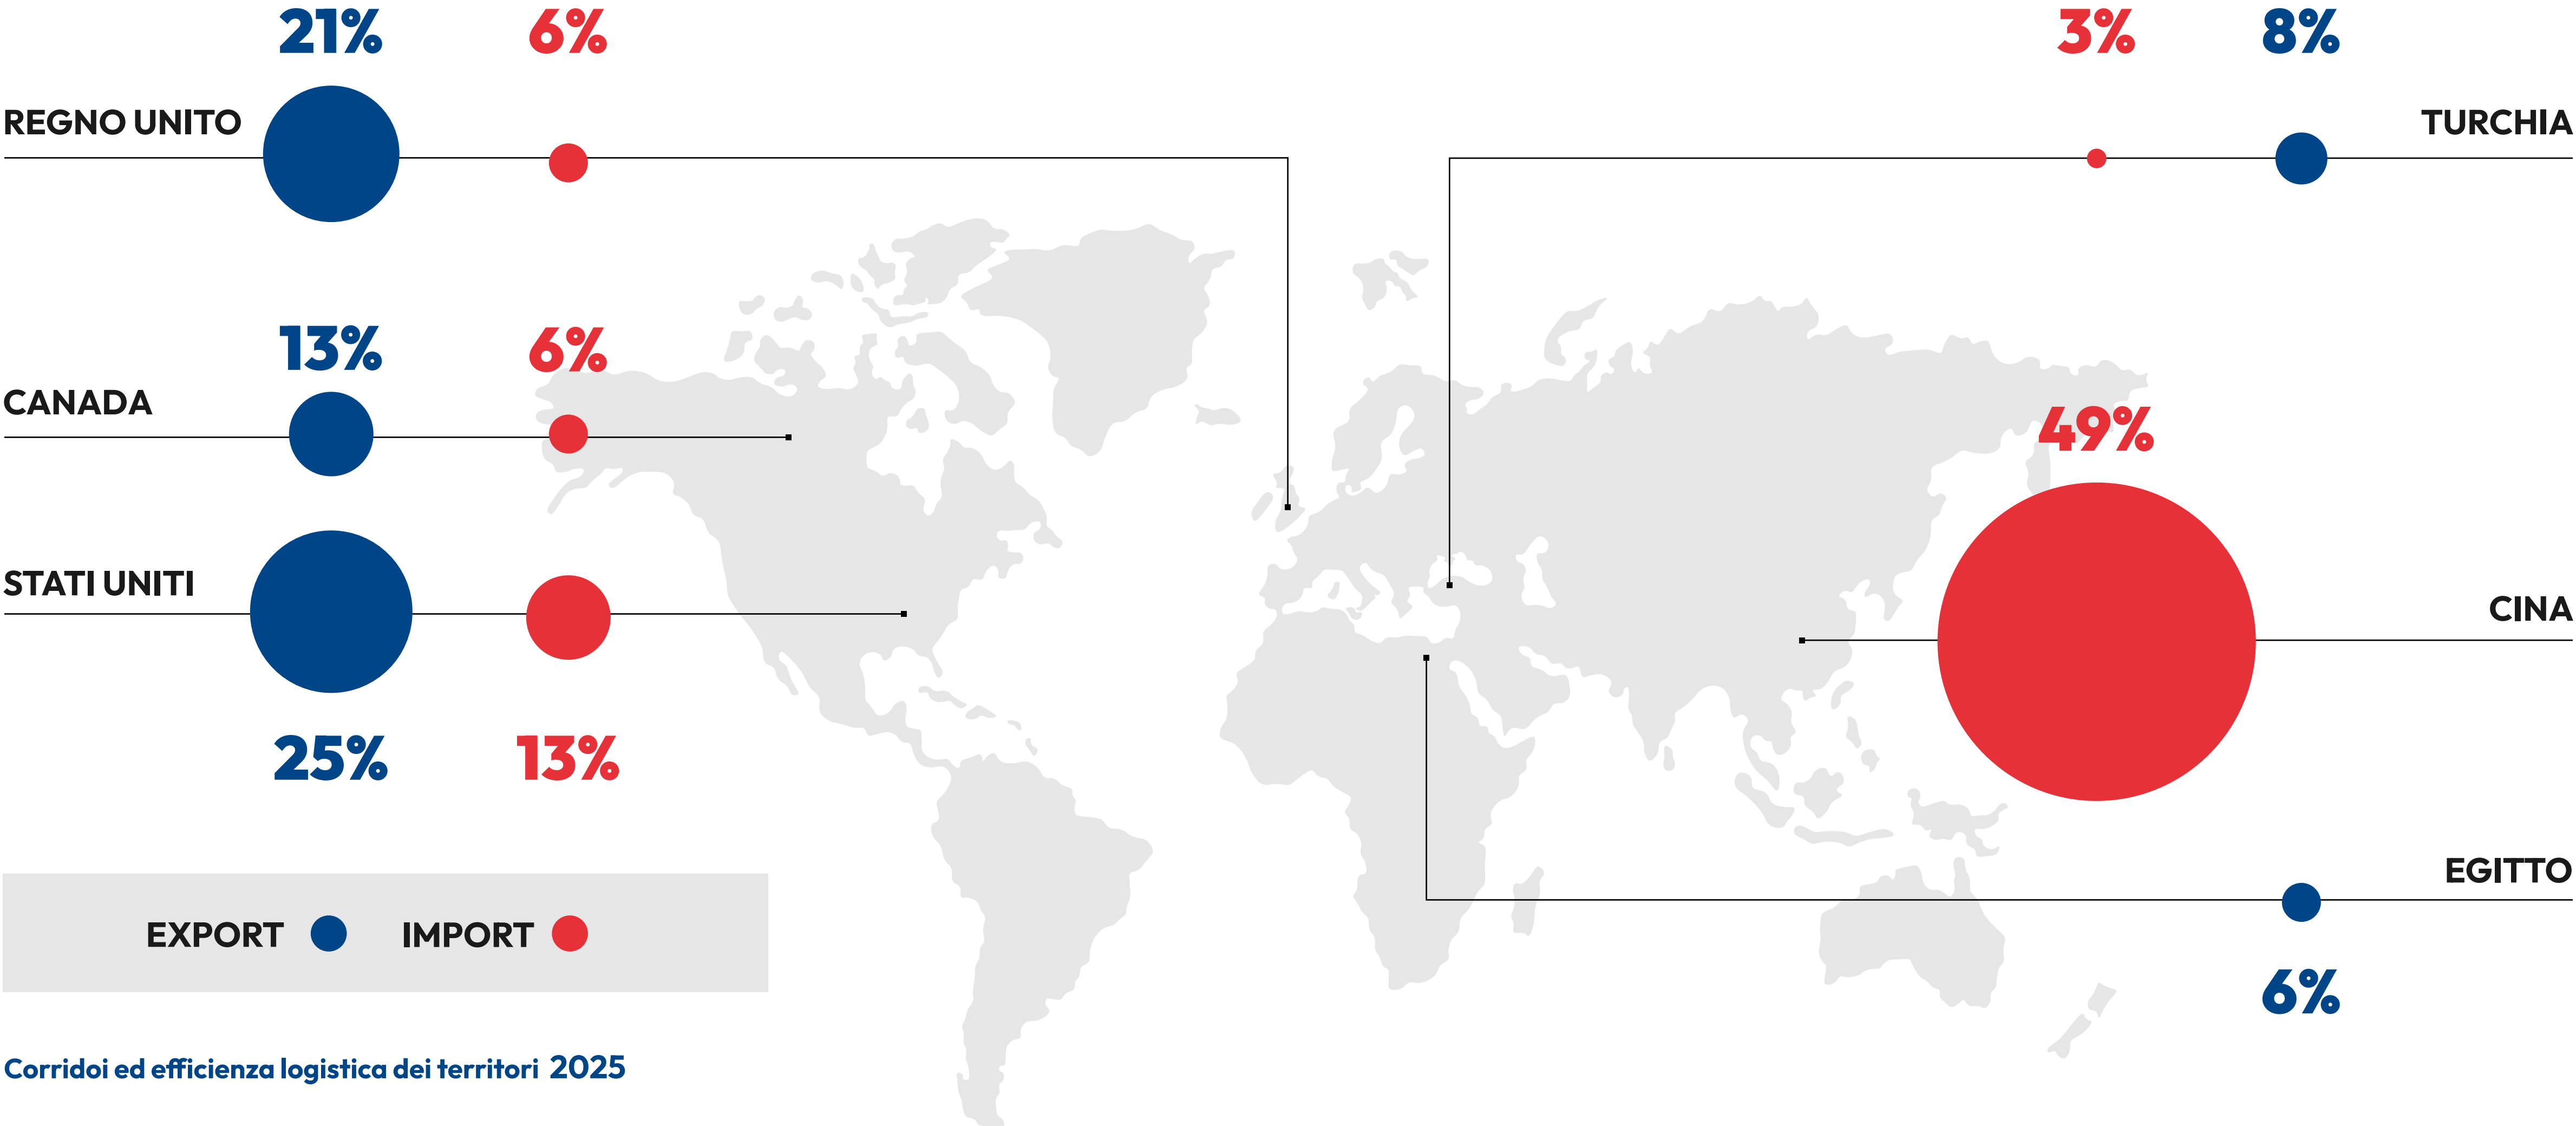 21% 6%
REGNO UNITO
3% 8%
TURCHIA
13% 6%
CANADA
49%
CINA
STATI UNITI
25% 13%
EGITTO
6%
EXPORT IMPORT
Corridoi ed efficienza logistica dei territori 2025